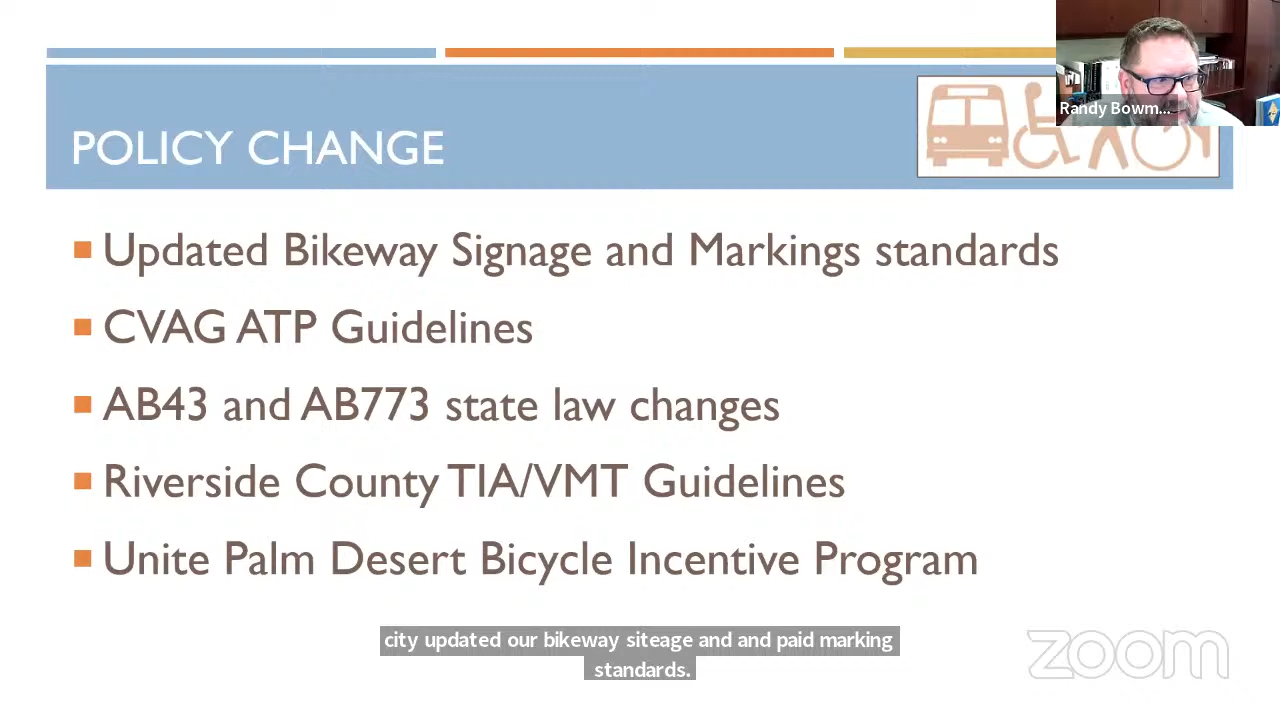 Randy Bowm...
POLICY CHANGE
Updated Bikeway Signage and Markings standards
CVAG ATP Guidelines
AB43 and AB773 state law changes
Riverside County TIA/VMT Guidelines
Unite Palm Desert Bicycle Incentive Program
city updated our bikeway siteage and and paid marking
standards.
zoom